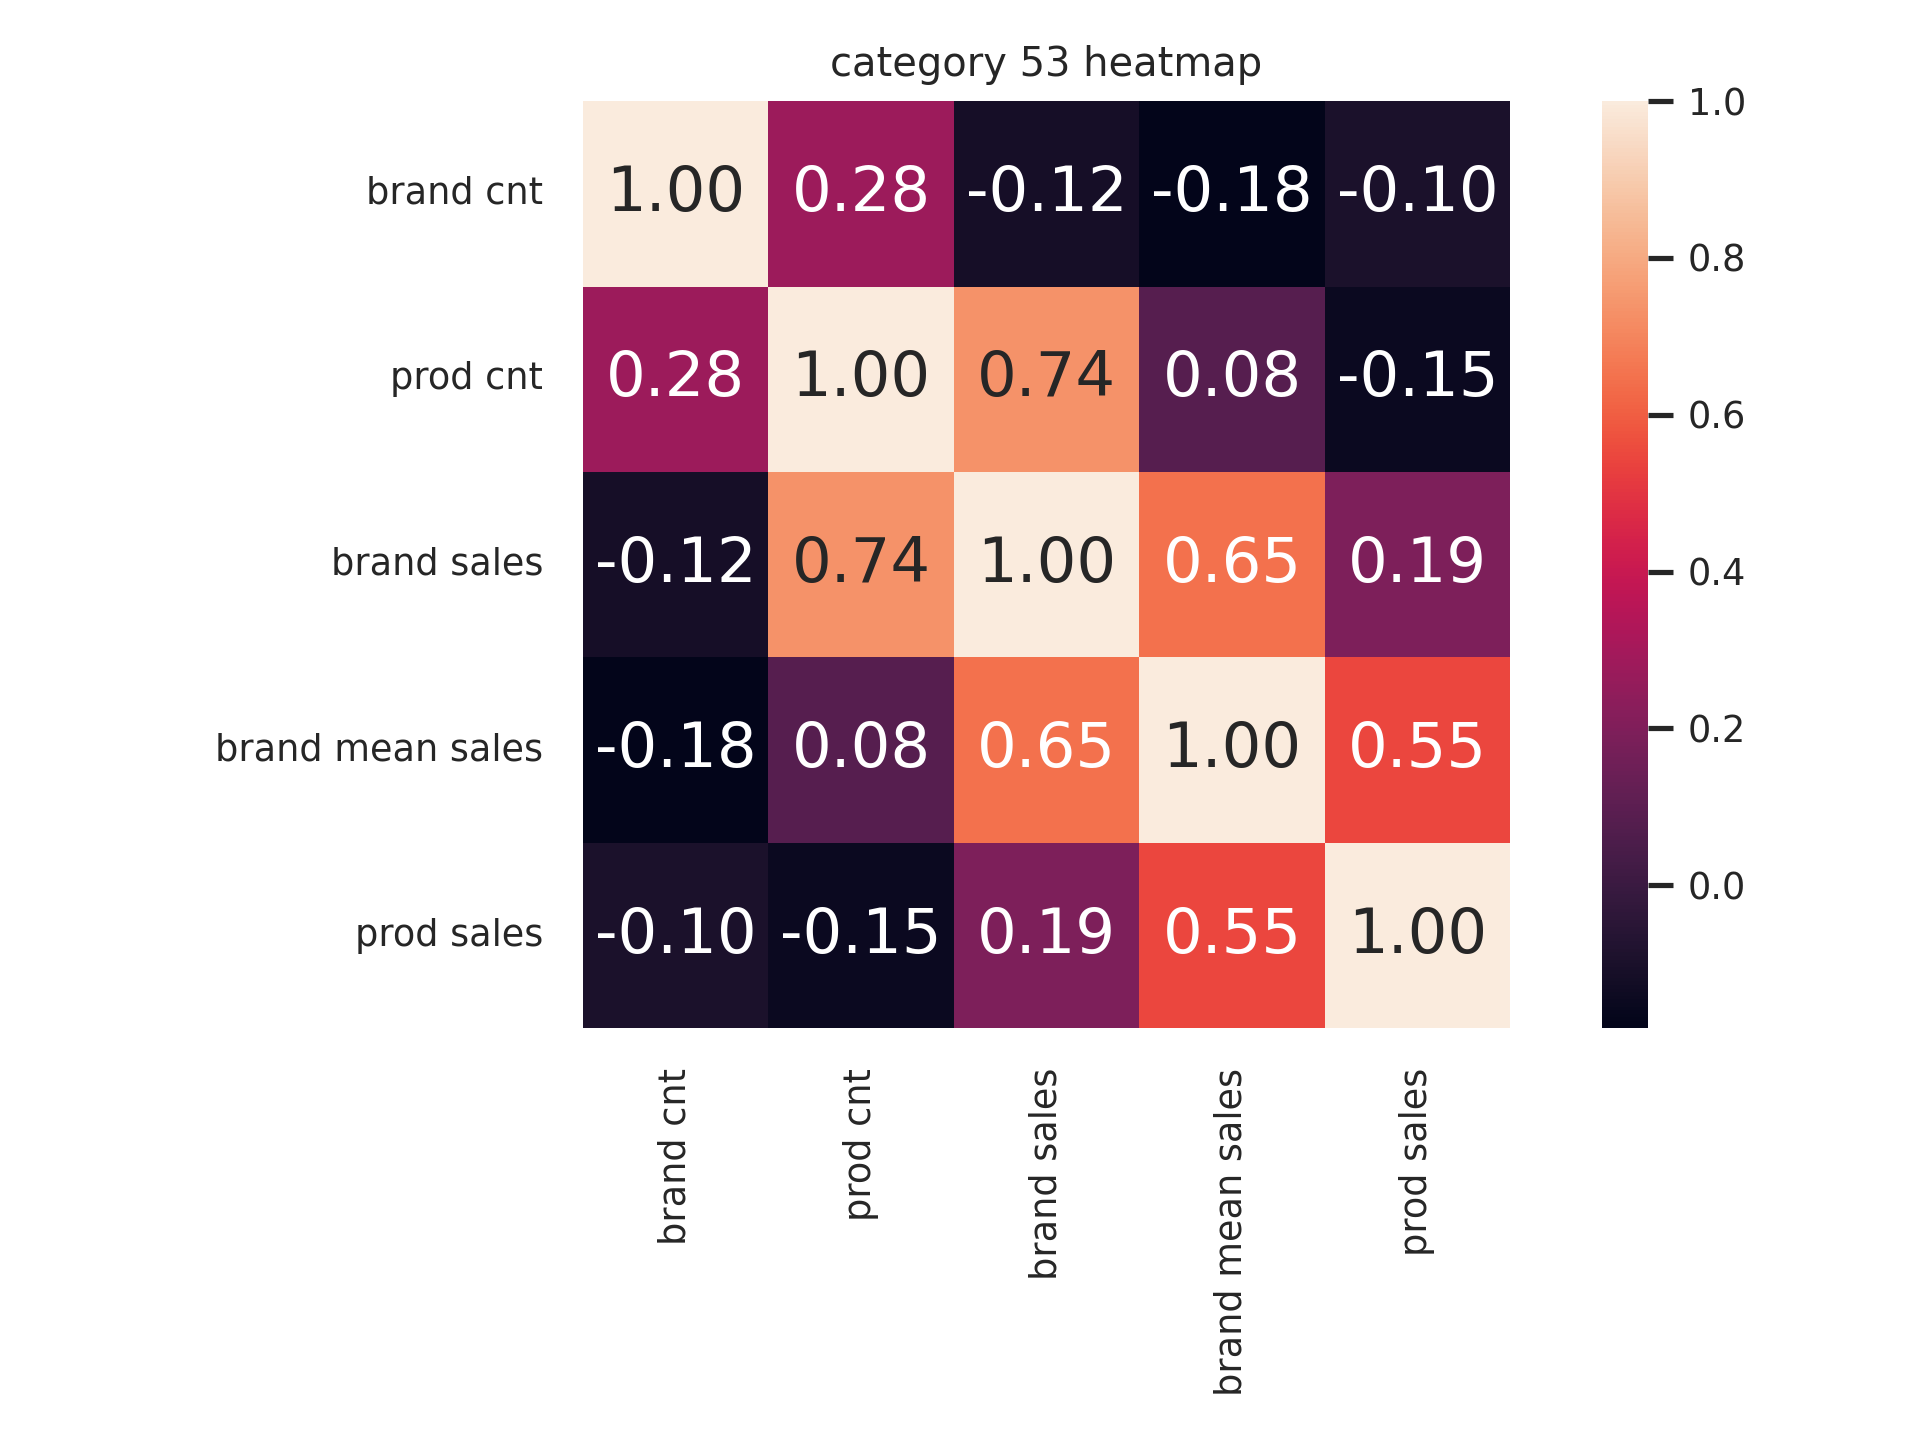 category 53 heatmap
brand cnt 1.00 0.28 -0.12 -0.18 -0.10
prod cnt 0.28 1.00 0.74 0.08 -0.15
brand sales -0.12 0.74 1.00 0.65 0.19
brand mean sales -0.18 0.08 0.65 1.00 0.55
prod sales -0.10 -0.15 0.19 0.55 1.00
brand cnt
prod cnt
brand sales
brand mean sales
prod sales
1.0
0.8
0.6
0.4
0.2
0.0